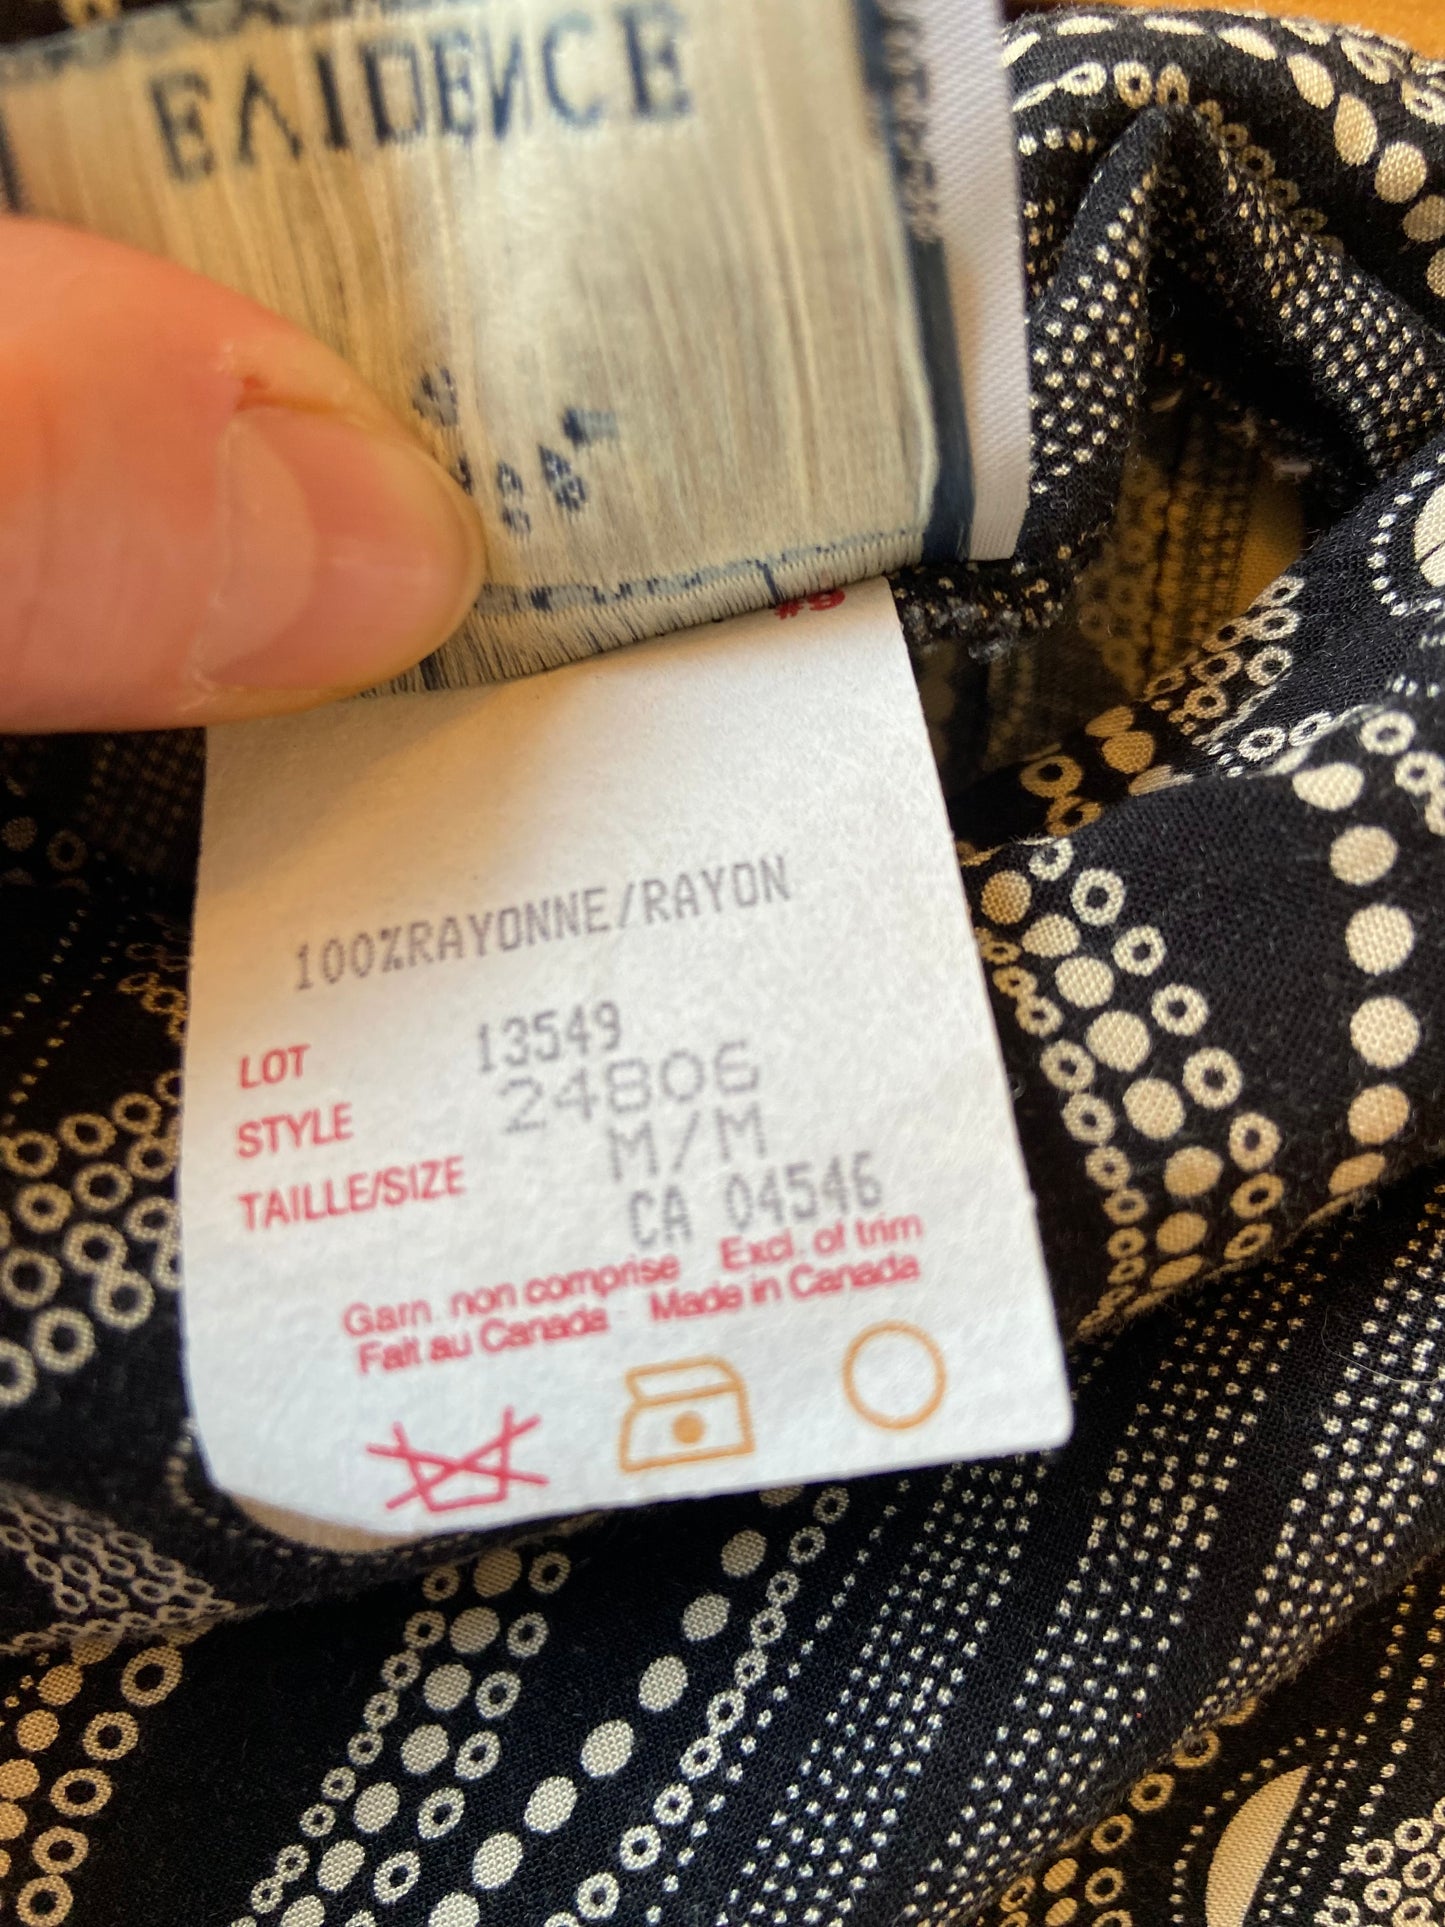 EVIDENCE
#9
100%RAYONNE/RAYON
LOT 13549
STYLE 24806
TAILLE/SIZE M/M
CA 04546
Garn. non comprise Excl. of trim
Fait au Canada Made in Canada